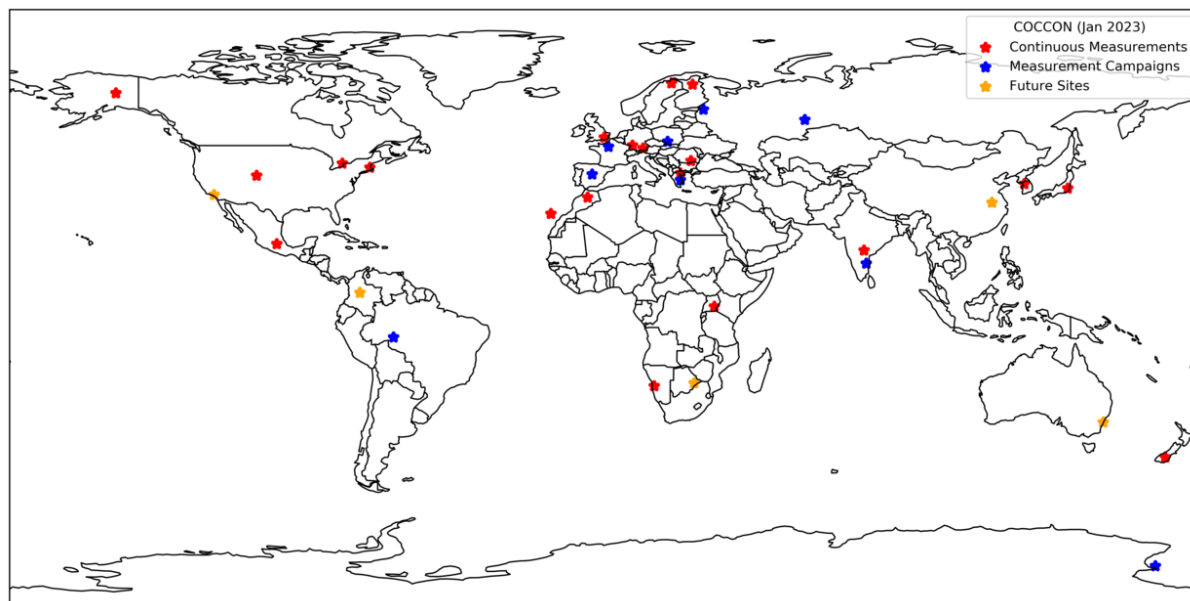 COCCON (Jan 2023)
Continuous Measurements
Measurement Campaigns
Future Sites